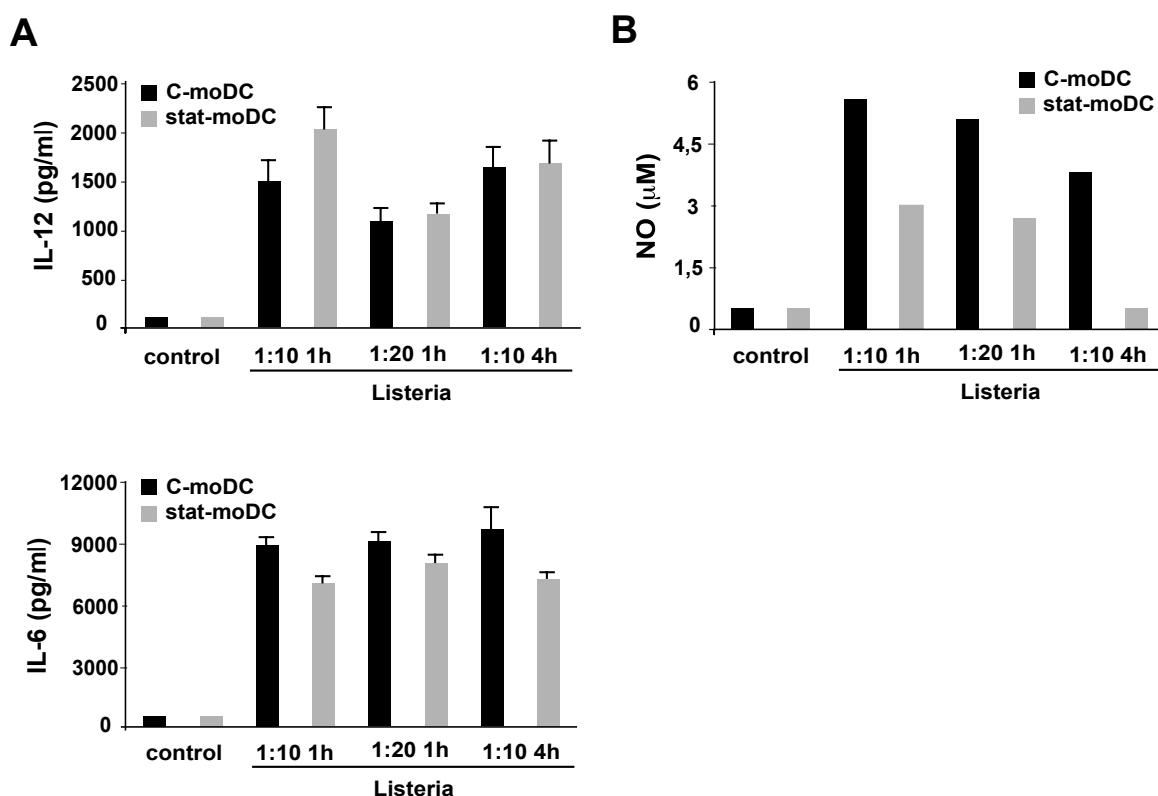 A
IL-12 (pg/ml)
2500
2000
1500
1000
500
0
C-moDC
stat-moDC
control
1:10 1h
1:20 1h
1:10 4h
Listeria
B
NO (μM)
6
4,5
3
1,5
0
C-moDC
stat-moDC
control
1:10 1h
1:20 1h
1:10 4h
Listeria
IL-6 (pg/ml)
12000
9000
6000
3000
0
C-moDC
stat-moDC
control
1:10 1h
1:20 1h
1:10 4h
Listeria